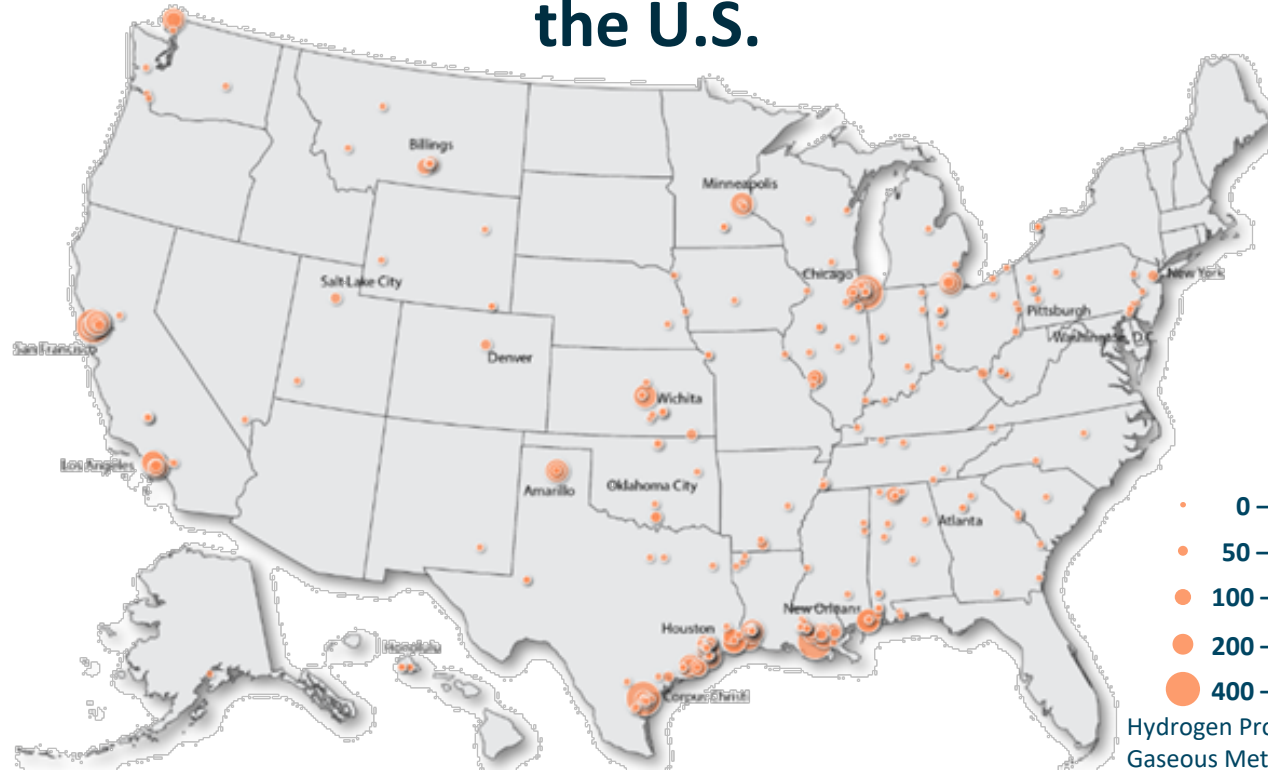 the U.S.
Billings
Minneapolis
Chicago
Salt Lake City
New York
Pittsburgh
Washington, D.C.
San Francisco
Denver
Wichita
Los Angeles
Amarillo
Oklahoma City
Atlanta
0 –
50 –
100 –
200 –
400 –
New Orleans
Houston
Honolulu
Corpus Christi
Hydrogen Pro
Gaseous Met